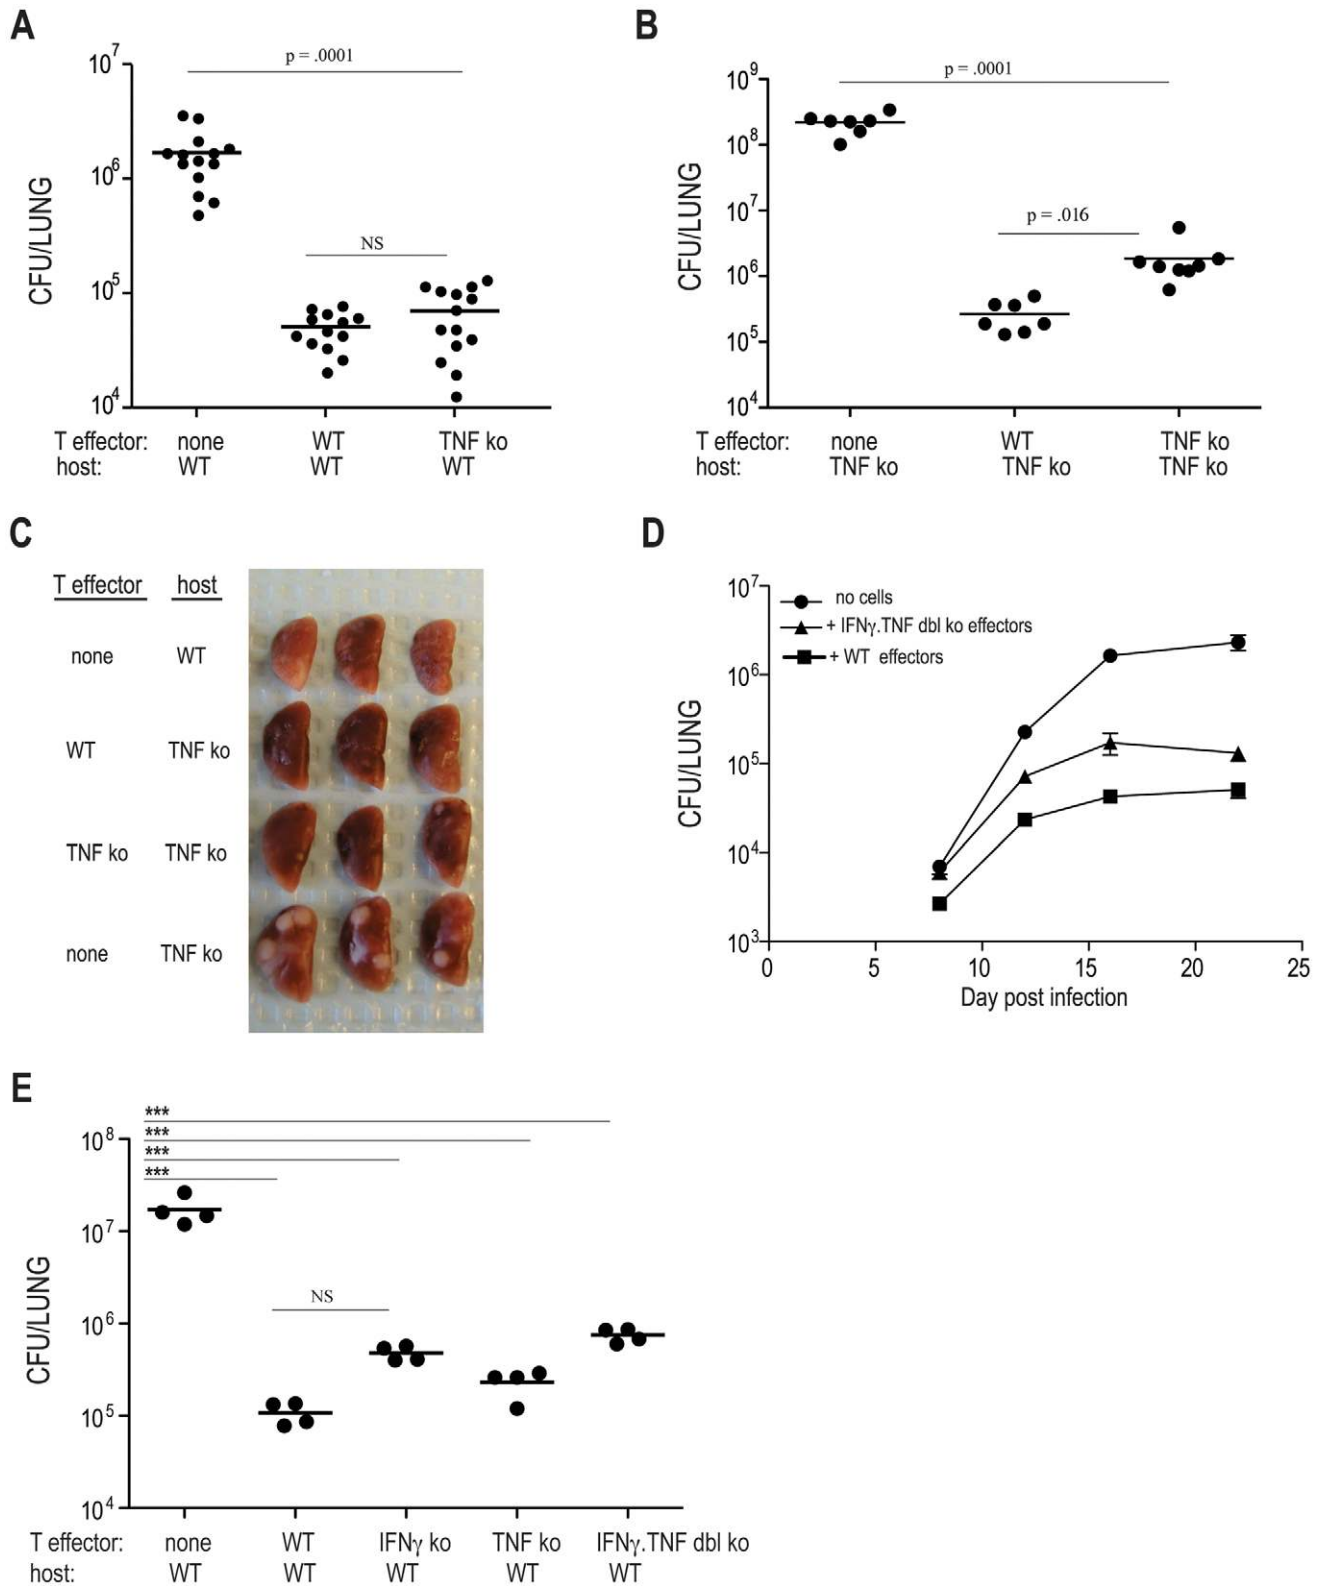 A
10^7
10^6
10^5
10^4
CFU/LUNG
p = .0001
NS
T effector: none WT TNF ko
host: WT WT WT
B
10^9
10^8
10^7
10^6
10^5
10^4
CFU/LUNG
p = .0001
p = .016
T effector: none WT TNF ko
host: TNF ko TNF ko TNF ko
C
T effector host
none WT
WT TNF ko
TNF ko TNF ko
none TNF ko
D
10^7
10^6
10^5
10^4
10^3
CFU/LUNG
no cells
+ IFNγ.TNF dbl ko effectors
+ WT effectors
0 5 10 15 20 25
Day post infection
E
***
***
***
***
10^8
10^7
10^6
10^5
10^4
CFU/LUNG
NS
T effector: none WT IFNγ ko TNF ko IFNγ.TNF dbl ko
host: WT WT WT WT WT